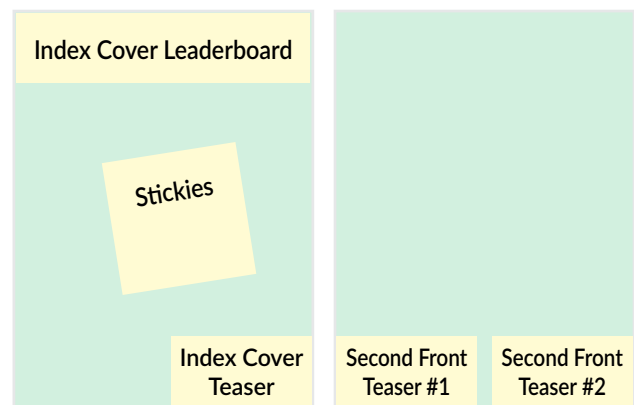 Index Cover Leaderboard
Stickies
Index Cover
Teaser
Second Front
Teaser #1
Second Front
Teaser #2